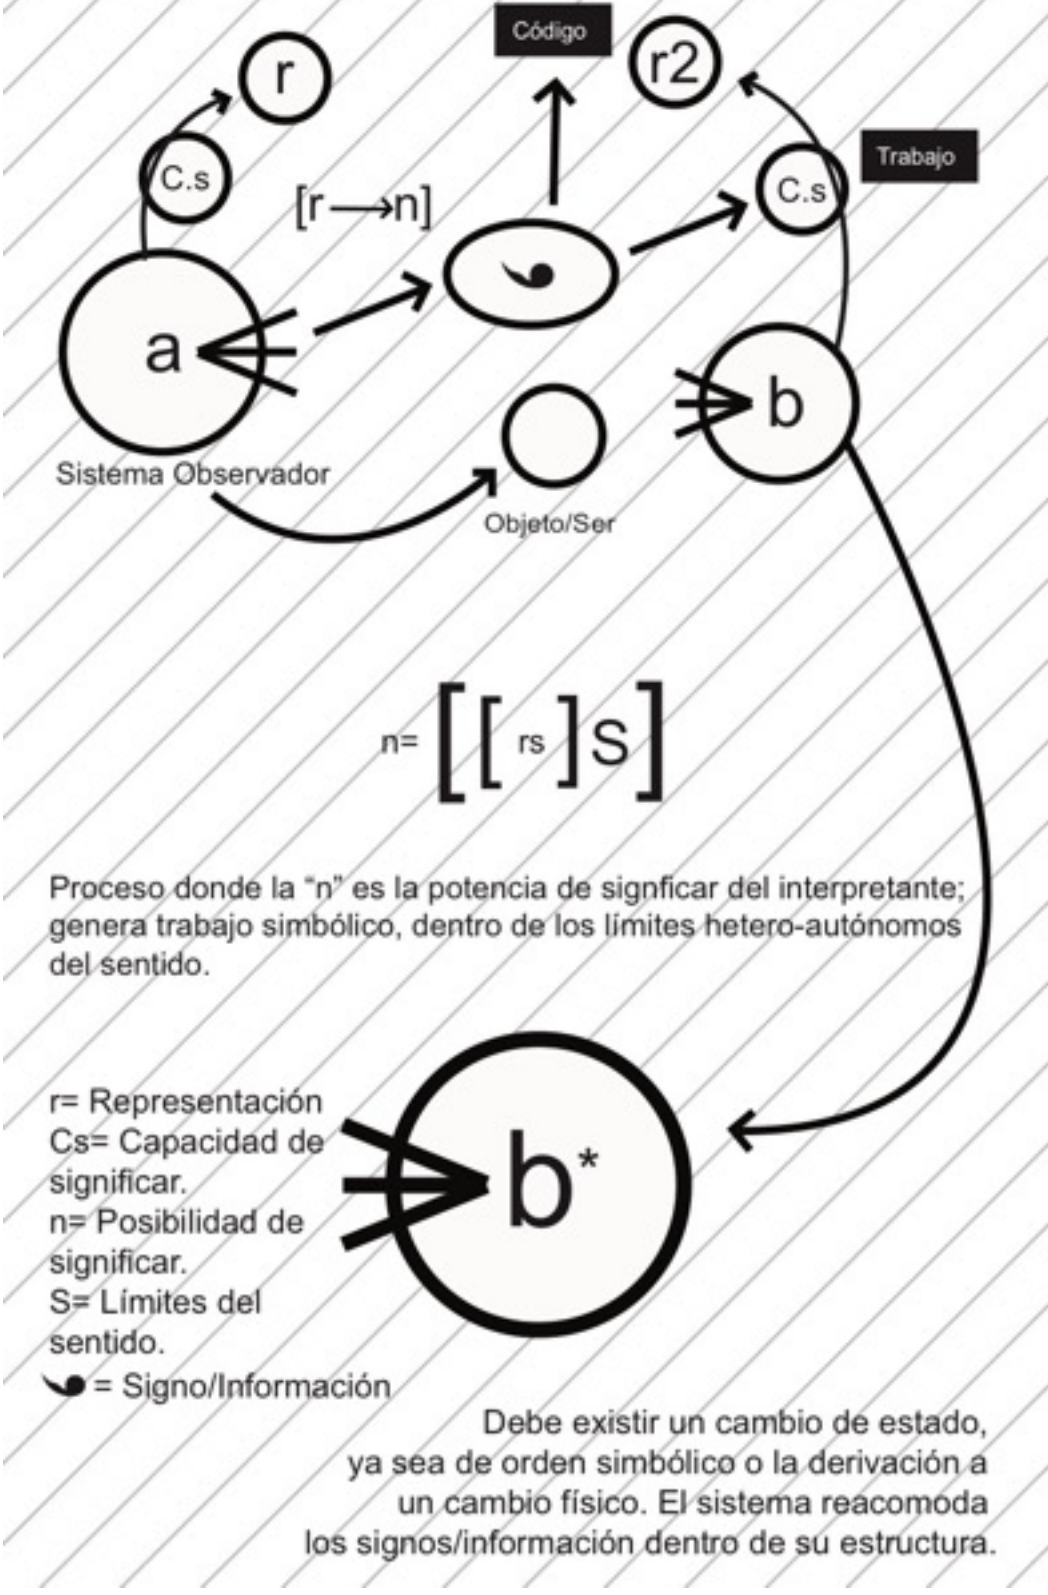 Código
r
r2
C.s
Trabajo
C.s
[r→n]
a
b
Sistema Observador
Objeto/Ser
n= [[ rs ]S]
Proceso donde la “n” es la potencia de signficar del interpretante;
genera trabajo simbólico, dentro de los límites hetero-autónomos
del sentido.
r= Representación
Cs= Capacidad de
significar.
n= Posibilidad de
significar.
S= Límites del
sentido.
= Signo/Información
b*
Debe existir un cambio de estado,
ya sea de orden simbólico o la derivación a
un cambio físico. El sistema reacomoda
los signos/información dentro de su estructura.